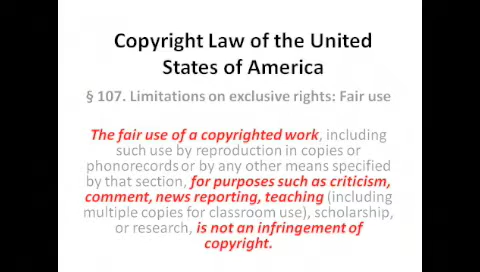 Copyright Law of the United
States of America
§ 107. Limitations on exclusive rights: Fair use
The fair use of a copyrighted work, including
such use by reproduction in copies or
phonorecords or by any other means specified
by that section, for purposes such as criticism,
comment, news reporting, teaching (including
multiple copies for classroom use), scholarship,
or research, is not an infringement of
copyright.